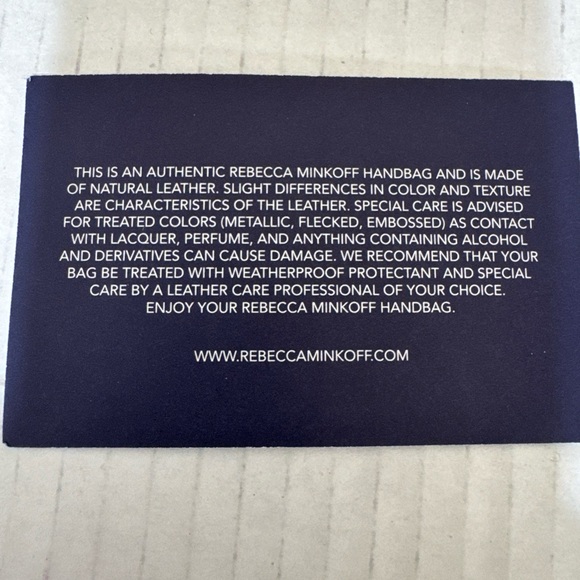 THIS IS AN AUTHENTIC REBECCA MINKOFF HANDBAG AND IS MADE
OF NATURAL LEATHER. SLIGHT DIFFERENCES IN COLOR AND TEXTURE
ARE CHARACTERISTICS OF THE LEATHER. SPECIAL CARE IS ADVISED
FOR TREATED COLORS (METALLIC, FLECKED, EMBOSSED) AS CONTACT
WITH LACQUER, PERFUME, AND ANYTHING CONTAINING ALCOHOL
AND DERIVATIVES CAN CAUSE DAMAGE. WE RECOMMEND THAT YOUR
BAG BE TREATED WITH WEATHERPROOF PROTECTANT AND SPECIAL
CARE BY A LEATHER CARE PROFESSIONAL OF YOUR CHOICE.
ENJOY YOUR REBECCA MINKOFF HANDBAG.
WWW.REBECCAMINKOFF.COM